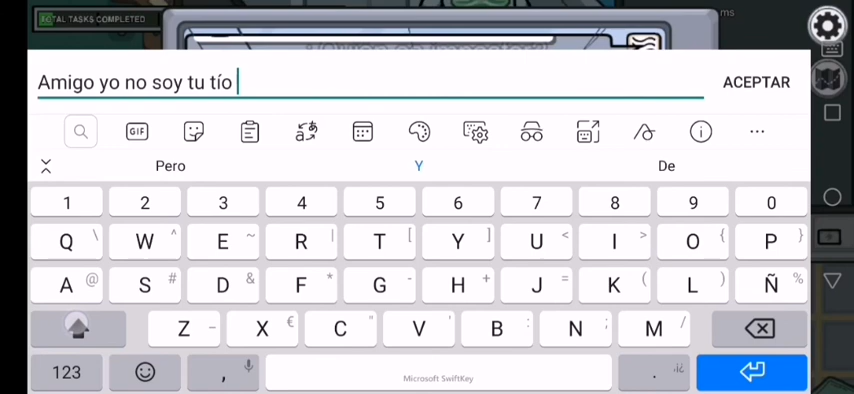 TOTAL TASKS COMPLETED
ms
Amigo yo no soy tu tío
ACEPTAR
GIF
Pero Y De
1 2 3 4 5 6 7 8 9 0
Q \ W ^ E ~ R | T [ Y ] U < I > O { P }
A @ S # D & F * G - H + J = K ( L ) Ñ %
Z _ X € C " V ' B : N ; M /
123 , Microsoft SwiftKey . ,!¿